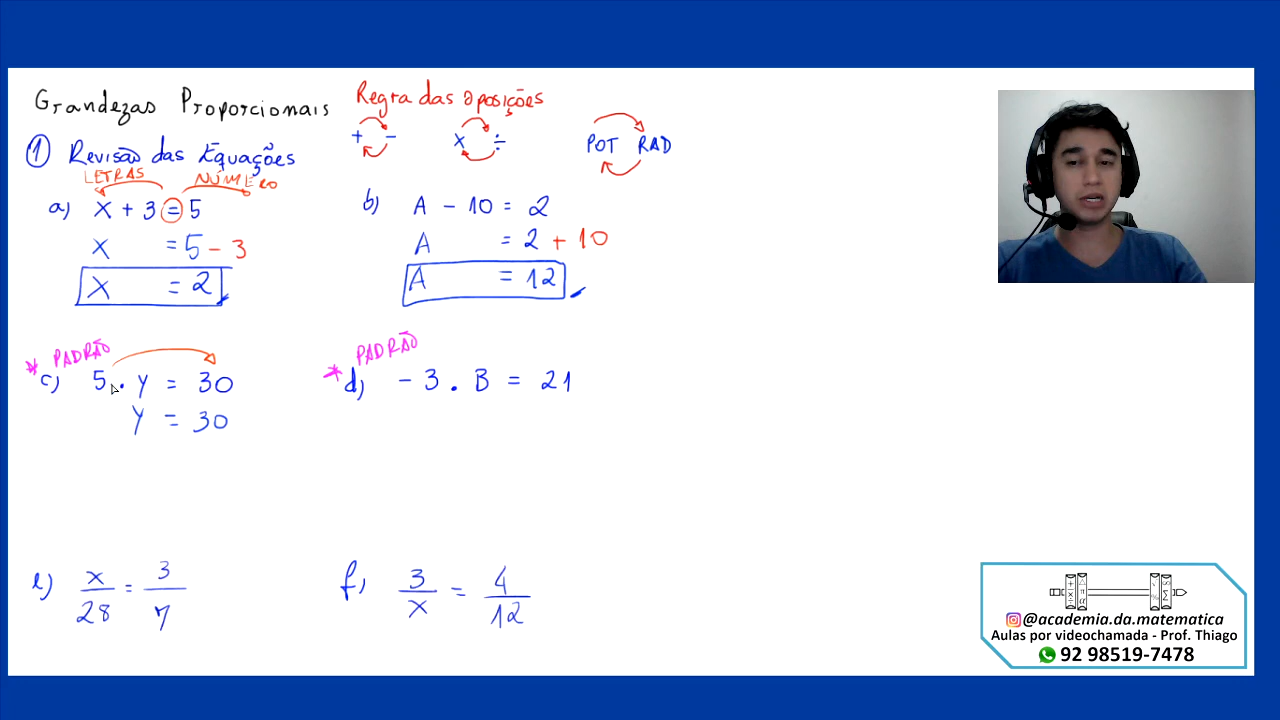 Grandezas Proporcionais
Regra das Oposições
+ -
x ÷
POT RAD
1 Revisão das Equações
LETRAS NÚMERO
a) X + 3 = 5
X = 5 - 3
X = 2
b) A - 10 = 2
A = 2 + 10
A = 12
* PADRÃO
c) 5 . Y = 30
Y = 30
* PADRÃO
d) - 3 . B = 21
e) x/28 = 3/7
f) 3/x = 4/12
@academia.da.matematica
Aulas por videochamada - Prof. Thiago
92 98519-7478